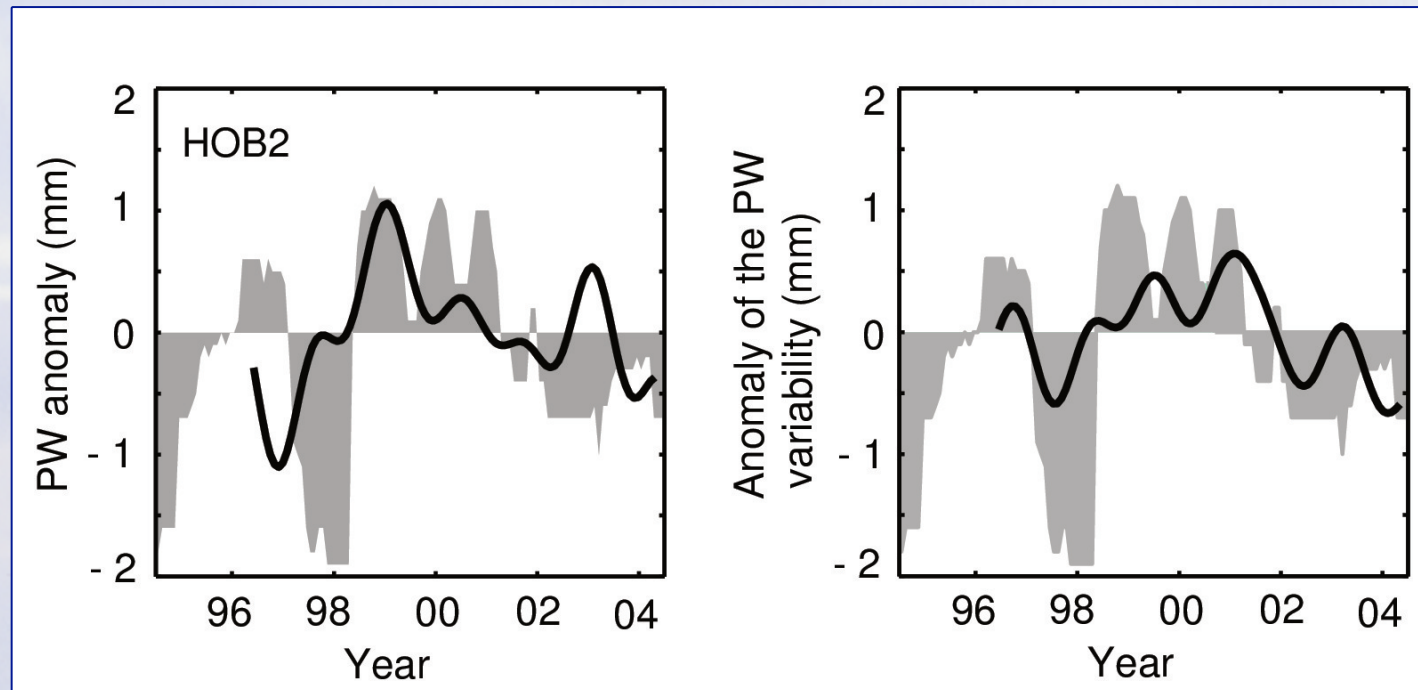 HOB2
PW anomaly (mm)
2
1
0
- 1
- 2
96 98 00 02 04
Year
Anomaly of the PW
variability (mm)
2
1
0
- 1
- 2
96 98 00 02 04
Year